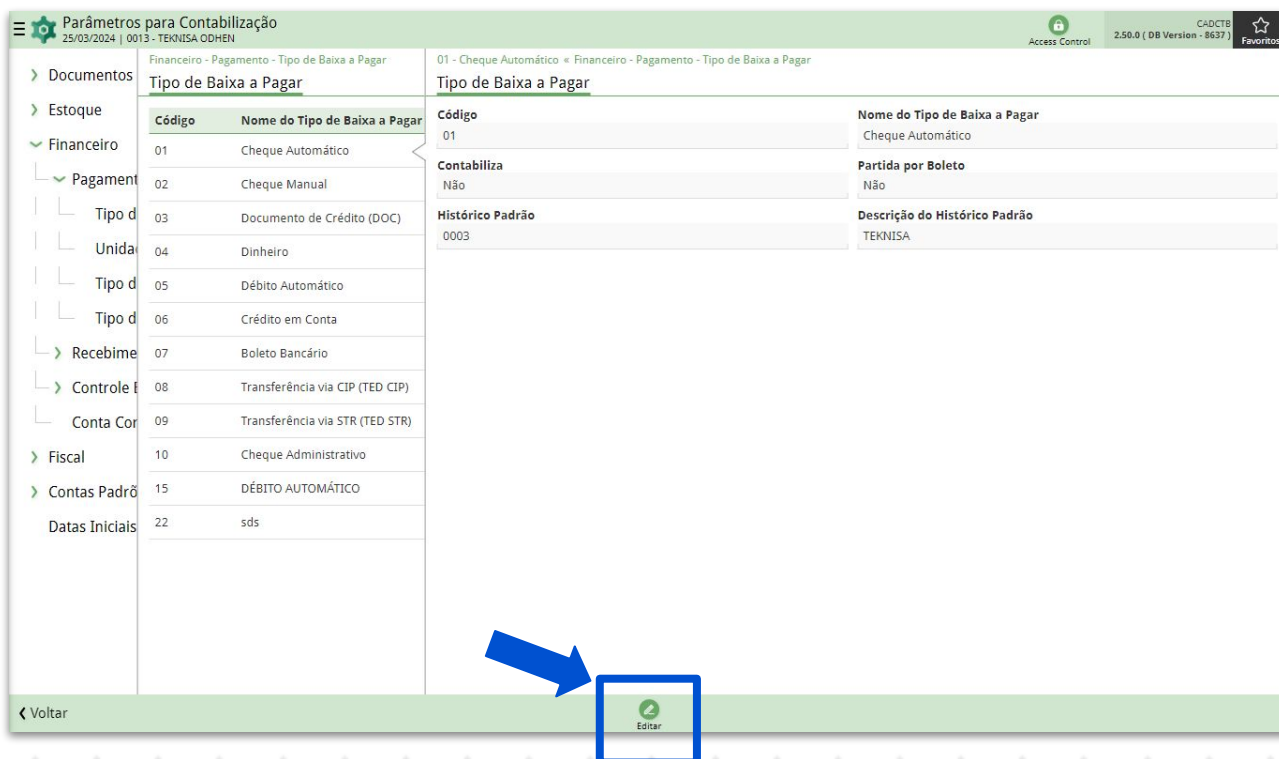 Parâmetros para Contabilização
25/03/2024 | 0013 - TEKNISA ODHEN
Access Control
CADCTB
2.50.0 ( DB Version - 8637 )
Favoritos
Documentos
Estoque
Financeiro
Pagament
Tipo d
Unida
Tipo d
Tipo d
Recebime
Controle
Conta Cor
Fiscal
Contas Padrõ
Datas Iniciais
Financeiro - Pagamento - Tipo de Baixa a Pagar
Tipo de Baixa a Pagar
Código Nome do Tipo de Baixa a Pagar
01 Cheque Automático
02 Cheque Manual
03 Documento de Crédito (DOC)
04 Dinheiro
05 Débito Automático
06 Crédito em Conta
07 Boleto Bancário
08 Transferência via CIP (TED CIP)
09 Transferência via STR (TED STR)
10 Cheque Administrativo
15 DÉBITO AUTOMÁTICO
22 sds
01 - Cheque Automático « Financeiro - Pagamento - Tipo de Baixa a Pagar
Tipo de Baixa a Pagar
Código
01
Nome do Tipo de Baixa a Pagar
Cheque Automático
Contabiliza
Não
Partida por Boleto
Não
Histórico Padrão
0003
Descrição do Histórico Padrão
TEKNISA
Voltar
Editar